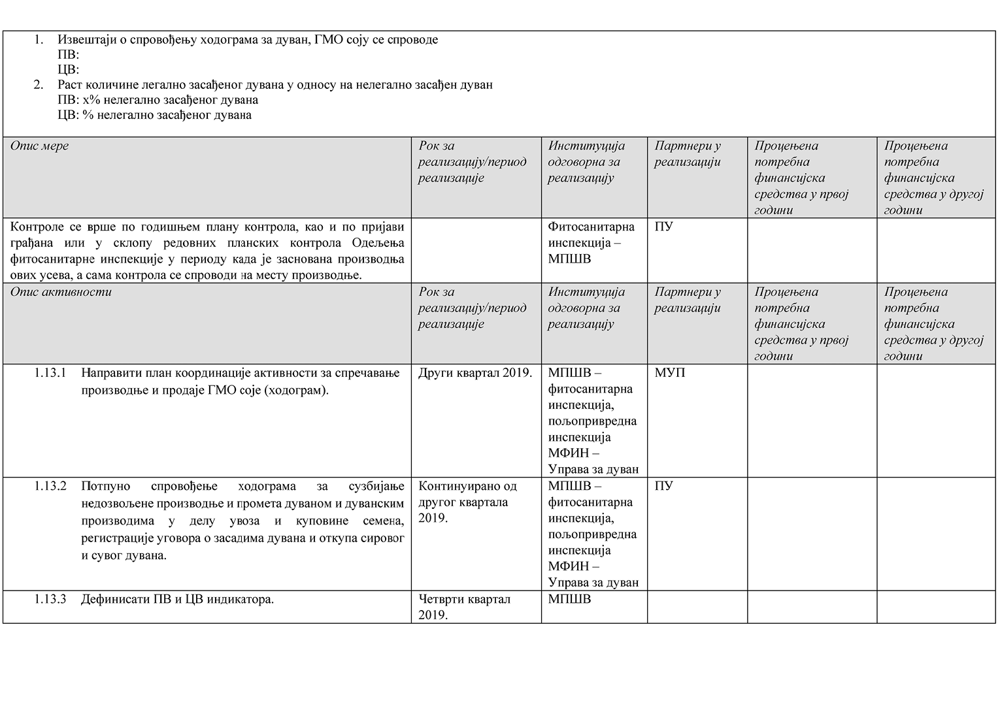 1. Извештаји о спровођењу ходограма за дуван, ГМО соју се спроводе
ПВ:
ЦВ:
2. Раст количине легално засађеног дувана у односу на нелегално засађен дуван
ПВ: x% нелегално засађеног дувана
ЦВ: % нелегално засађеног дувана
Опис мере
Рок за
реализацију/период
реализације
Институција
одговорна за
реализацију
Партнери у
реализацији
Процењена
потребна
финансијска
средства у првој
години
Процењена
потребна
финансијска
средства у другој
години
Контроле се врше по годишњем плану контрола, као и по пријави
грађана или у склопу редовних планских контрола Одељења
фитосанитарне инспекције у периоду када је заснована производња
ових усева, а сама контрола се спроводи на месту производње.
Фитосанитарна
инспекција –
МПШВ
ПУ
Опис активности
Рок за
реализацију/период
реализације
Институција
одговорна за
реализацију
Партнери у
реализацији
Процењена
потребна
финансијска
средства у првој
години
Процењена
потребна
финансијска
средства у другој
години
1.13.1 Направити план координације активности за спречавање
производње и продаје ГМО соје (ходограм).
Други квартал 2019.
МПШВ –
фитосанитарна
инспекција,
пољопривредна
инспекција
МФИН –
Управа за дуван
МУП
1.13.2 Потпуно спровођење ходограма за сузбијање
недозвољене производње и промета дуваном и дуванским
производима у делу увоза и куповине семена,
регистрације уговора о засадима дувана и откупа сировог
и сувог дувана.
Континуирано од
другог квартала
2019.
МПШВ –
фитосанитарна
инспекција,
пољопривредна
инспекција
МФИН –
Управа за дуван
ПУ
1.13.3 Дефинисати ПВ и ЦВ индикатора.
Четврти квартал
2019.
МПШВ